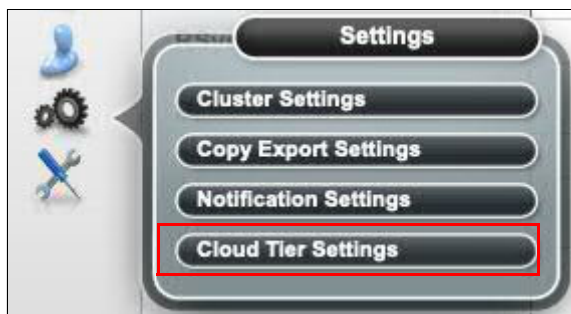 Settings
Cluster Settings
Copy Export Settings
Notification Settings
Cloud Tier Settings